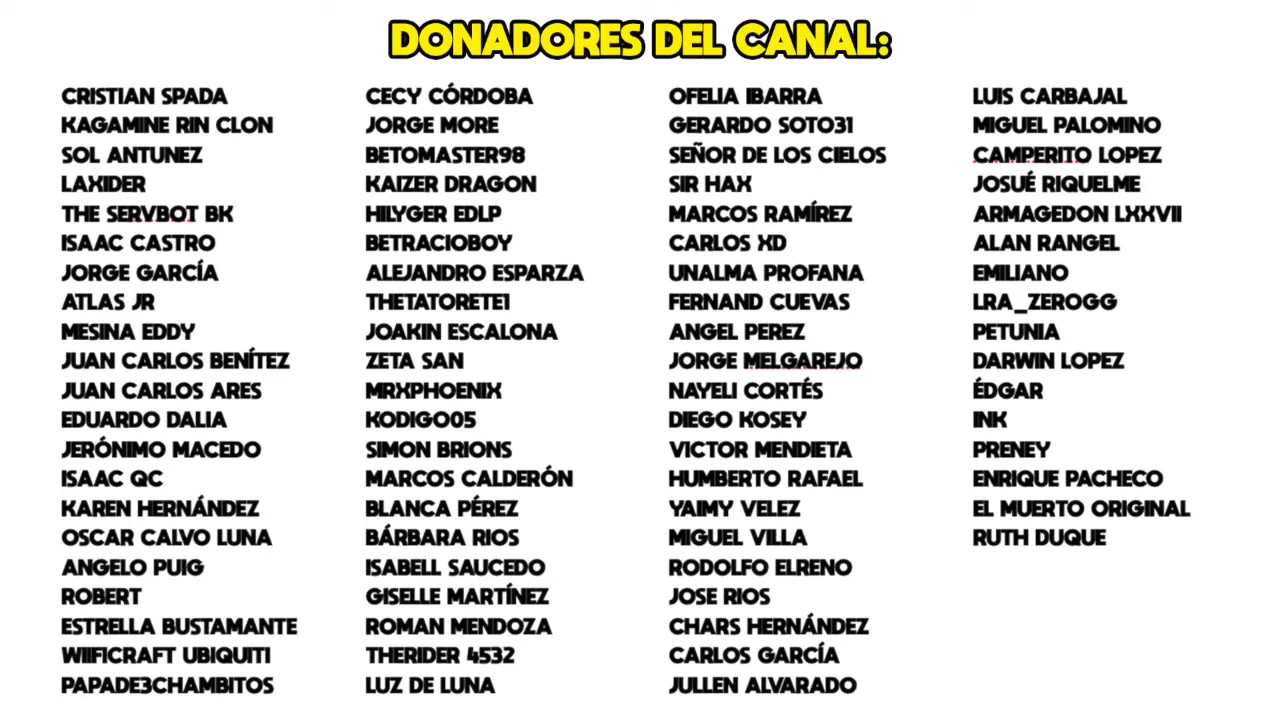 DONADORES DEL CANAL:
CRISTIAN SPADA
KAGAMINE RIN CLON
SOL ANTUNEZ
LAXIDER
THE SERVBOT BK
ISAAC CASTRO
JORGE GARCÍA
ATLAS JR
MESINA EDDY
JUAN CARLOS BENÍTEZ
JUAN CARLOS ARES
EDUARDO DALIA
JERÓNIMO MACEDO
ISAAC QC
KAREN HERNÁNDEZ
OSCAR CALVO LUNA
ANGELO PUIG
ROBERT
ESTRELLA BUSTAMANTE
WIIFICRAFT UBIQUITI
PAPADE3CHAMBITOS
CECY CÓRDOBA
JORGE MORE
BETOMASTER98
KAIZER DRAGON
HILYGER EDLP
BETRACIOBOY
ALEJANDRO ESPARZA
THETATORETE1
JOAKIN ESCALONA
ZETA SAN
MRXPHOENIX
KODIGO05
SIMON BRIONS
MARCOS CALDERÓN
BLANCA PÉREZ
BÁRBARA RIOS
ISABELL SAUCEDO
GISELLE MARTÍNEZ
ROMAN MENDOZA
THERIDER 4532
LUZ DE LUNA
OFELIA IBARRA
GERARDO SOTO31
SEÑOR DE LOS CIELOS
SIR HAX
MARCOS RAMÍREZ
CARLOS XD
UNALMA PROFANA
FERNAND CUEVAS
ANGEL PEREZ
JORGE MELGAREJO
NAYELI CORTÉS
DIEGO KOSEY
VICTOR MENDIETA
HUMBERTO RAFAEL
YAIMY VELEZ
MIGUEL VILLA
RODOLFO ELRENO
JOSE RIOS
CHARS HERNÁNDEZ
CARLOS GARCÍA
JULLEN ALVARADO
LUIS CARBAJAL
MIGUEL PALOMINO
CAMPERITO LOPEZ
JOSUÉ RIQUELME
ARMAGEDON LXXVII
ALAN RANGEL
EMILIANO
LRA_ZEROGG
PETUNIA
DARWIN LOPEZ
ÉDGAR
INK
PRENEY
ENRIQUE PACHECO
EL MUERTO ORIGINAL
RUTH DUQUE